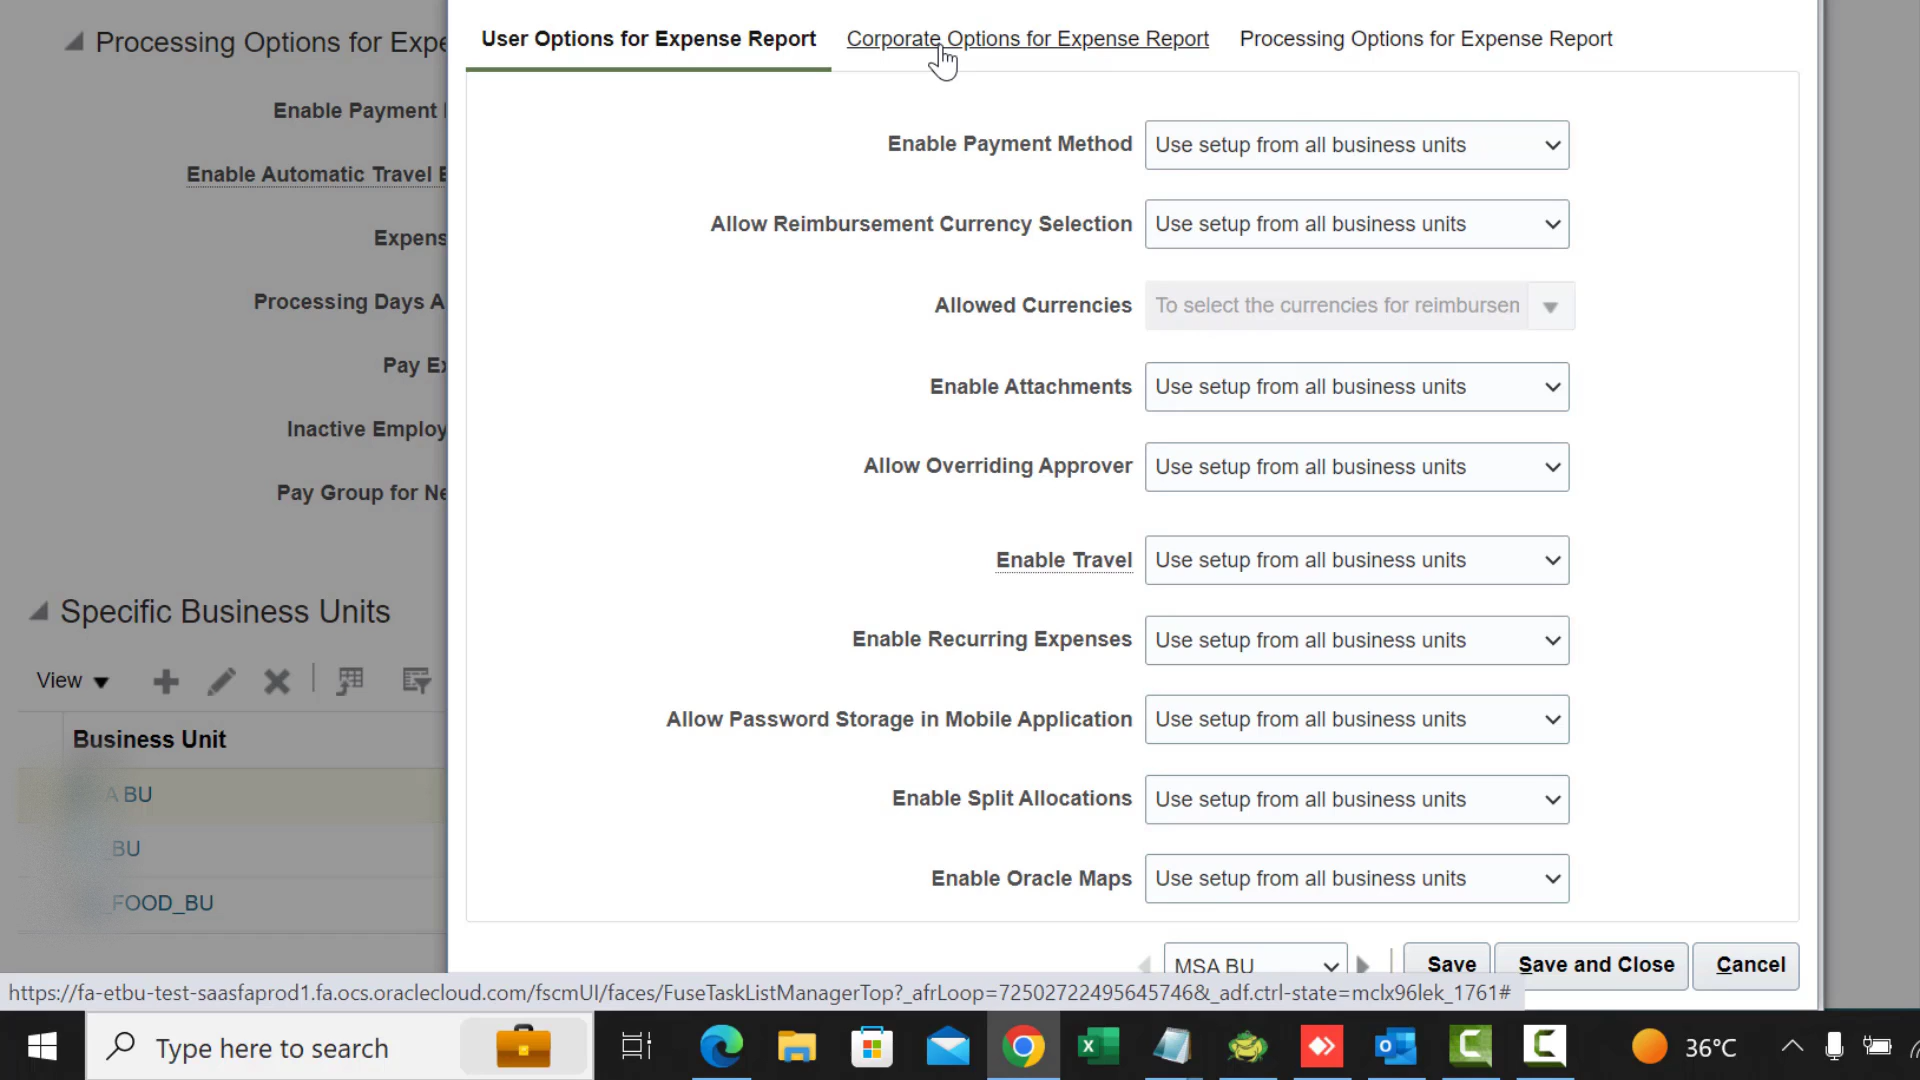 Processing Options for Expe
Enable Payment
Enable Automatic Travel E
Expens
Processing Days A
Pay Ex
Inactive Employ
Pay Group for Ne
Specific Business Units
View
Business Unit
A BU
_BU
_FOOD_BU
User Options for Expense Report
Corporate Options for Expense Report
Processing Options for Expense Report
Enable Payment Method Use setup from all business units
Allow Reimbursement Currency Selection Use setup from all business units
Allowed Currencies To select the currencies for reimbursen
Enable Attachments Use setup from all business units
Allow Overriding Approver Use setup from all business units
Enable Travel Use setup from all business units
Enable Recurring Expenses Use setup from all business units
Allow Password Storage in Mobile Application Use setup from all business units
Enable Split Allocations Use setup from all business units
Enable Oracle Maps Use setup from all business units
MSA BU Save Save and Close Cancel
https://fa-etbu-test-saasfaprod1.fa.ocs.oraclecloud.com/fscmUI/faces/FuseTaskListManagerTop?_afrLoop=72502722495645746&_adf.ctrl-state=mclx96lek_1761#
Type here to search
36°C